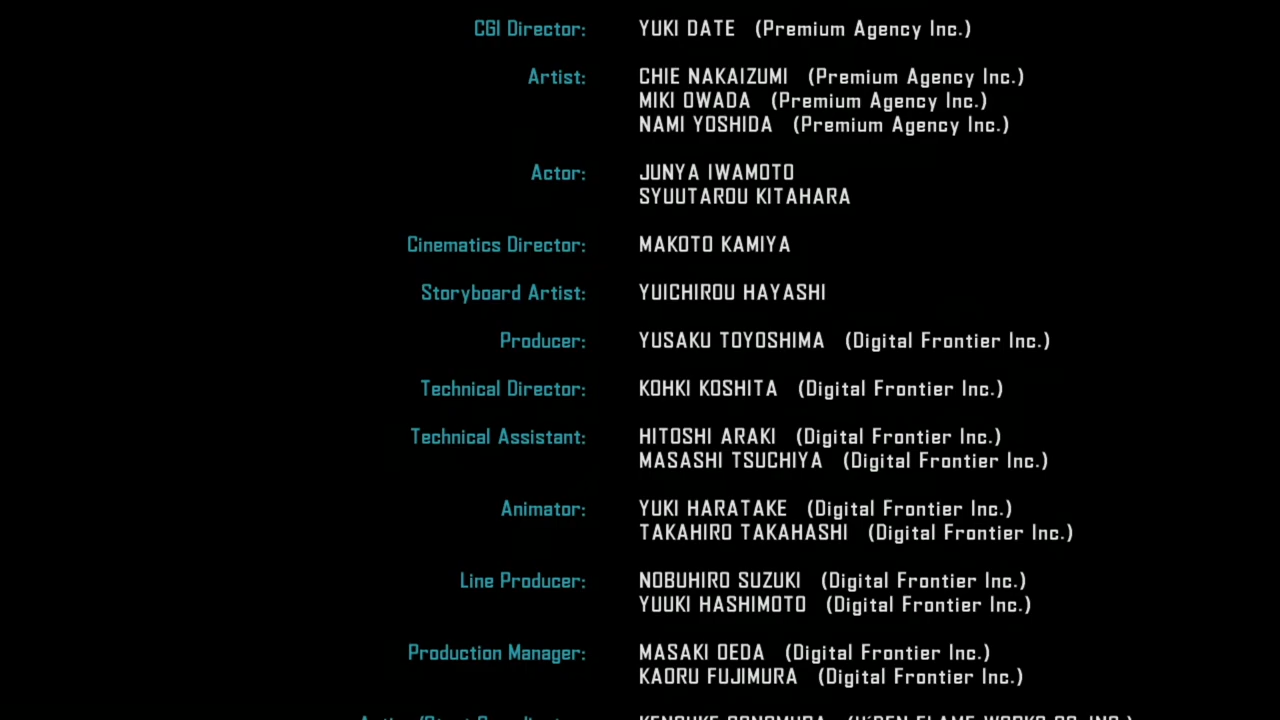 CGI Director: YUKI DATE (Premium Agency Inc.)
Artist: CHIE NAKAIZUMI (Premium Agency Inc.)
MIKI OWADA (Premium Agency Inc.)
NAMI YOSHIDA (Premium Agency Inc.)
Actor: JUNYA IWAMOTO
SYUUTAROU KITAHARA
Cinematics Director: MAKOTO KAMIYA
Storyboard Artist: YUICHIROU HAYASHI
Producer: YUSAKU TOYOSHIMA (Digital Frontier Inc.)
Technical Director: KOHKI KOSHITA (Digital Frontier Inc.)
Technical Assistant: HITOSHI ARAKI (Digital Frontier Inc.)
MASASHI TSUCHIYA (Digital Frontier Inc.)
Animator: YUKI HARATAKE (Digital Frontier Inc.)
TAKAHIRO TAKAHASHI (Digital Frontier Inc.)
Line Producer: NOBUHIRO SUZUKI (Digital Frontier Inc.)
YUUKI HASHIMOTO (Digital Frontier Inc.)
Production Manager: MASAKI OEDA (Digital Frontier Inc.)
KAORU FUJIMURA (Digital Frontier Inc.)